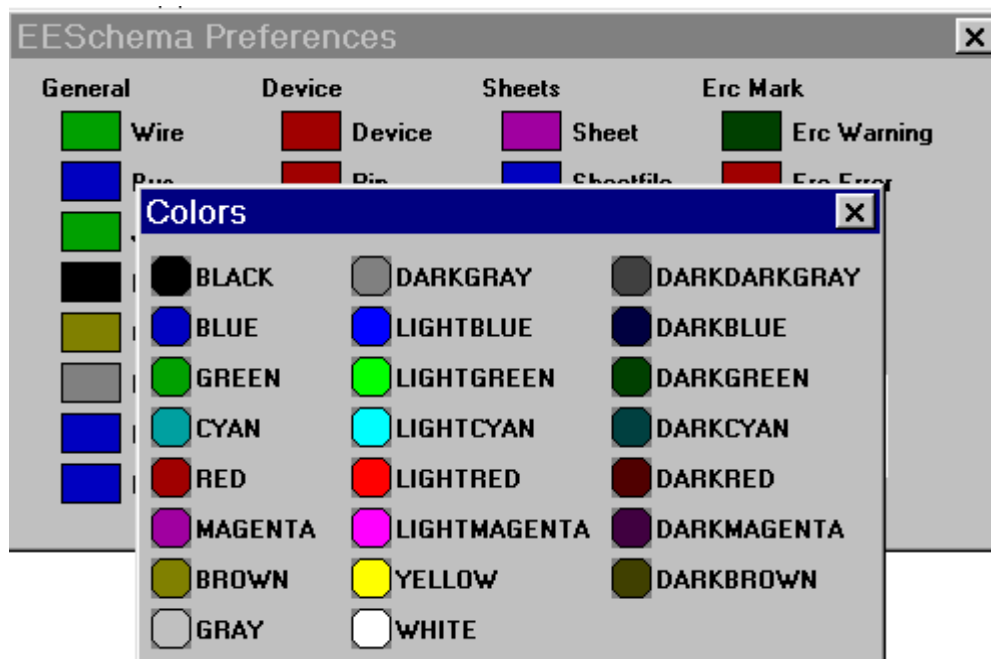 EESchema Preferences
General Device Sheets Erc Mark
Wire Device Sheet Erc Warning
Colors
BLACK DARKGRAY DARKDARKGRAY
BLUE LIGHTBLUE DARKBLUE
GREEN LIGHTGREEN DARKGREEN
CYAN LIGHTCYAN DARKCYAN
RED LIGHTRED DARKRED
MAGENTA LIGHTMAGENTA DARKMAGENTA
BROWN YELLOW DARKBROWN
GRAY WHITE